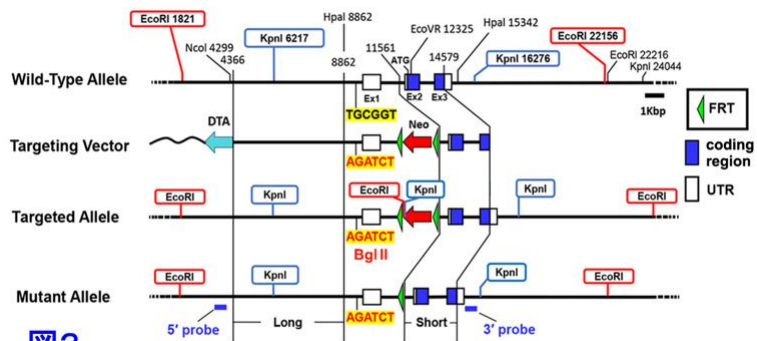 EcoRI 1821
NcoI 4299
4366
KpnI 6217
HpaI 8862
8862
11561
ATG
EcoVR 12325
14579
HpaI 15342
KpnI 16276
EcoRI 22156
EcoRI 22216
KpnI 24044
Wild-Type Allele
Ex1
Ex2
Ex3
1Kbp
TGCGGT
FRT
DTA
Neo
Targeting Vector
coding
region
AGATCT
UTR
EcoRI
KpnI
EcoRI
KpnI
KpnI
EcoRI
Targeted Allele
AGATCT
Bgl II
EcoRI
KpnI
KpnI
EcoRI
Mutant Allele
AGATCT
5′ probe
Long
Short
3′ probe